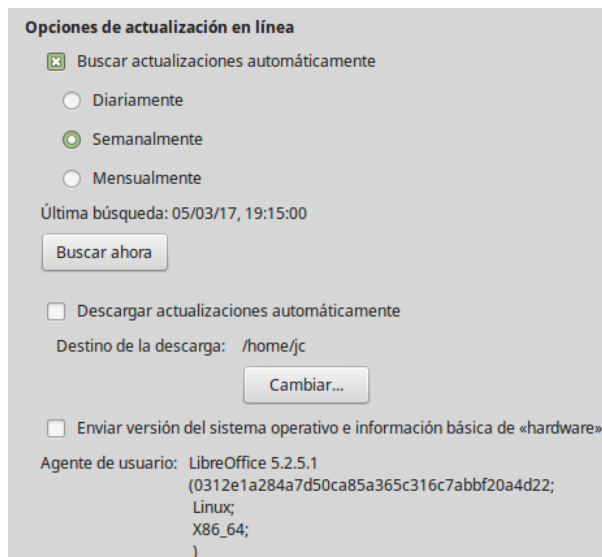 Opciones de actualización en línea
Buscar actualizaciones automáticamente
Diariamente
Semanalmente
Mensualmente
Última búsqueda: 05/03/17, 19:15:00
Buscar ahora
Descargar actualizaciones automáticamente
Destino de la descarga: /home/jc
Cambiar...
Enviar versión del sistema operativo e información básica de «hardware»
Agente de usuario: LibreOffice 5.2.5.1
(0312e1a284a7d50ca85a365c316c7abbf20a4d22;
Linux;
X86_64;
)